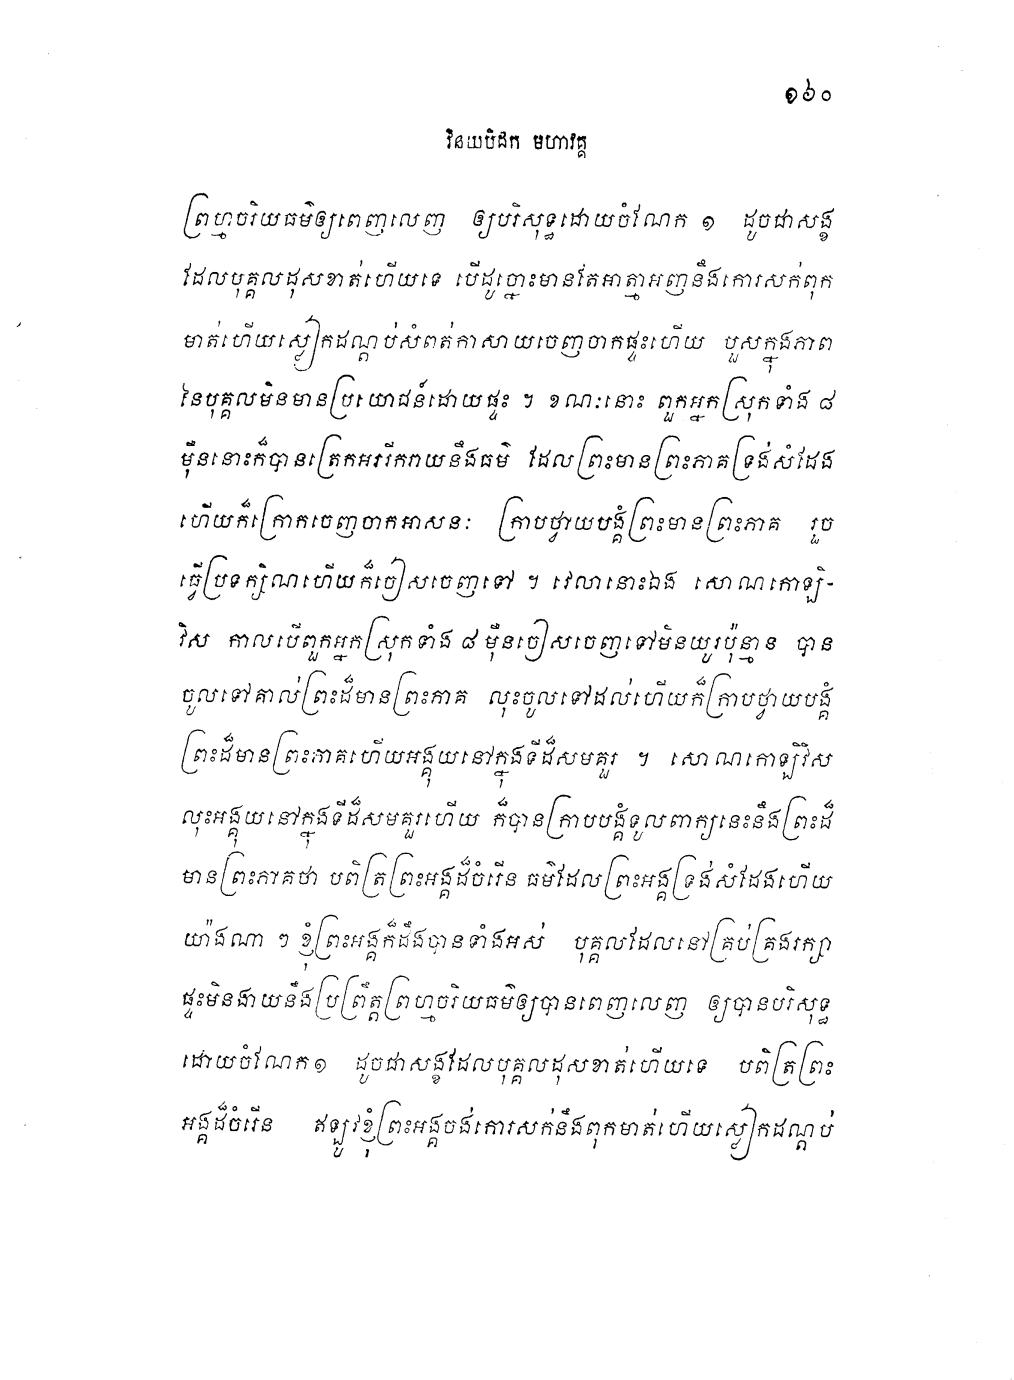 ១៦០
វិនយបិដក មហាវគ្គ
ព្រហ្មចរិយធម៌ឲ្យពេញលេញ ឲ្យបរិសុទ្ធដោយចំណែក ១ ដូចជាសង្ខ
ដែលបុគ្គលដុសខាត់ហើយទេ បើដូច្នោះមានតែអាត្មាអញនឹងកោរសក់ពុក
មាត់ហើយស្លៀកដណ្តប់សំពត់កាសាយចេញចាកផ្ទះហើយ បួសក្នុងភាព
នៃបុគ្គលមិនមានប្រយោជន៍ដោយផ្ទះ ។ ខណៈនោះ ពួកអ្នកស្រុកទាំង ៨
ម៉ឺននោះក៏បានត្រេកអររីករាយនឹងធម៌ ដែលព្រះមានព្រះភាគទ្រង់សំដែង
ហើយក៏ក្រោកចេញចាកអាសនៈ ក្រាបថ្វាយបង្គំព្រះមានព្រះភាគ រួច
ធ្វើប្រទក្សិណហើយក៏ចៀសចេញទៅ ។ វេលានោះឯង សោណកោឡិ-
វិស កាលបើពួកអ្នកស្រុកទាំង ៨ ម៉ឺនចៀសចេញទៅមិនយូរប៉ុន្មាន បាន
ចូលទៅគាល់ព្រះដ៏មានព្រះភាគ លុះចូលទៅដល់ហើយក៏ក្រាបថ្វាយបង្គំ
ព្រះដ៏មានព្រះភាគហើយអង្គុយនៅក្នុងទីដ៏សមគួរ ។ សោណកោឡិវិស
លុះអង្គុយនៅក្នុងទីដ៏សមគួរហើយ ក៏បានក្រាបបង្គំទូលពាក្យនេះនឹងព្រះដ៏
មានព្រះភាគថា បពិត្រព្រះអង្គដ៏ចំរើន ធម៌ដែលព្រះអង្គទ្រង់សំដែងហើយ
យ៉ាងណា ៗ ខ្ញុំព្រះអង្គក៏ដឹងបានទាំងអស់ បុគ្គលដែលនៅគ្រប់គ្រងរក្សា
ផ្ទះមិនងាយនឹងប្រព្រឹត្តព្រហ្មចរិយធម៌ឲ្យបានពេញលេញ ឲ្យបានបរិសុទ្ធ
ដោយចំណែក១ ដូចជាសង្ខដែលបុគ្គលដុសខាត់ហើយទេ បពិត្រព្រះ
អង្គដ៏ចំរើន ឥឡូវខ្ញុំព្រះអង្គចង់កោរសក់នឹងពុកមាត់ហើយស្លៀកដណ្តប់